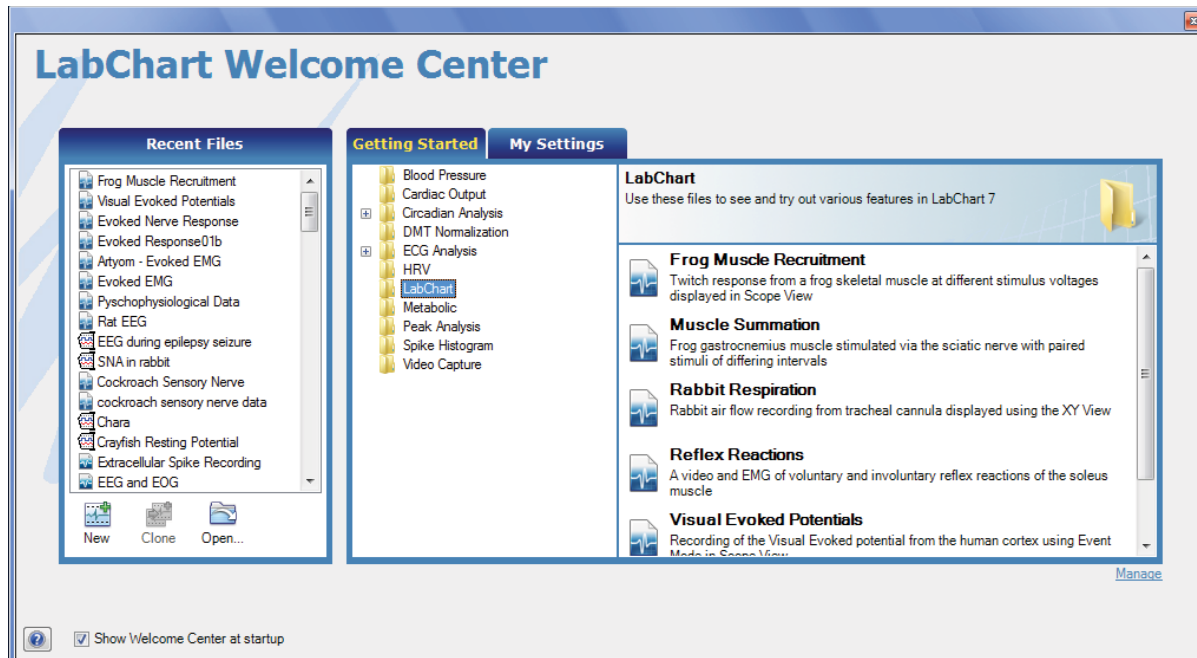 LabChart Welcome Center
Recent Files
Frog Muscle Recruitment
Visual Evoked Potentials
Evoked Nerve Response
Evoked Response01b
Artyom - Evoked EMG
Evoked EMG
Pyschophysiological Data
Rat EEG
EEG during epilepsy seizure
SNA in rabbit
Cockroach Sensory Nerve
cockroach sensory nerve data
Chara
Crayfish Resting Potential
Extracellular Spike Recording
EEG and EOG
New Clone Open...
Getting Started My Settings
Blood Pressure
Cardiac Output
Circadian Analysis
DMT Normalization
ECG Analysis
HRV
LabChart
Metabolic
Peak Analysis
Spike Histogram
Video Capture
LabChart
Use these files to see and try out various features in LabChart 7
Frog Muscle Recruitment
Twitch response from a frog skeletal muscle at different stimulus voltages
displayed in Scope View
Muscle Summation
Frog gastrocnemius muscle stimulated via the sciatic nerve with paired
stimuli of differing intervals
Rabbit Respiration
Rabbit air flow recording from tracheal cannula displayed using the XY View
Reflex Reactions
A video and EMG of voluntary and involuntary reflex reactions of the soleus
muscle
Visual Evoked Potentials
Recording of the Visual Evoked potential from the human cortex using Event
Mode in Scope View
Manage
Show Welcome Center at startup